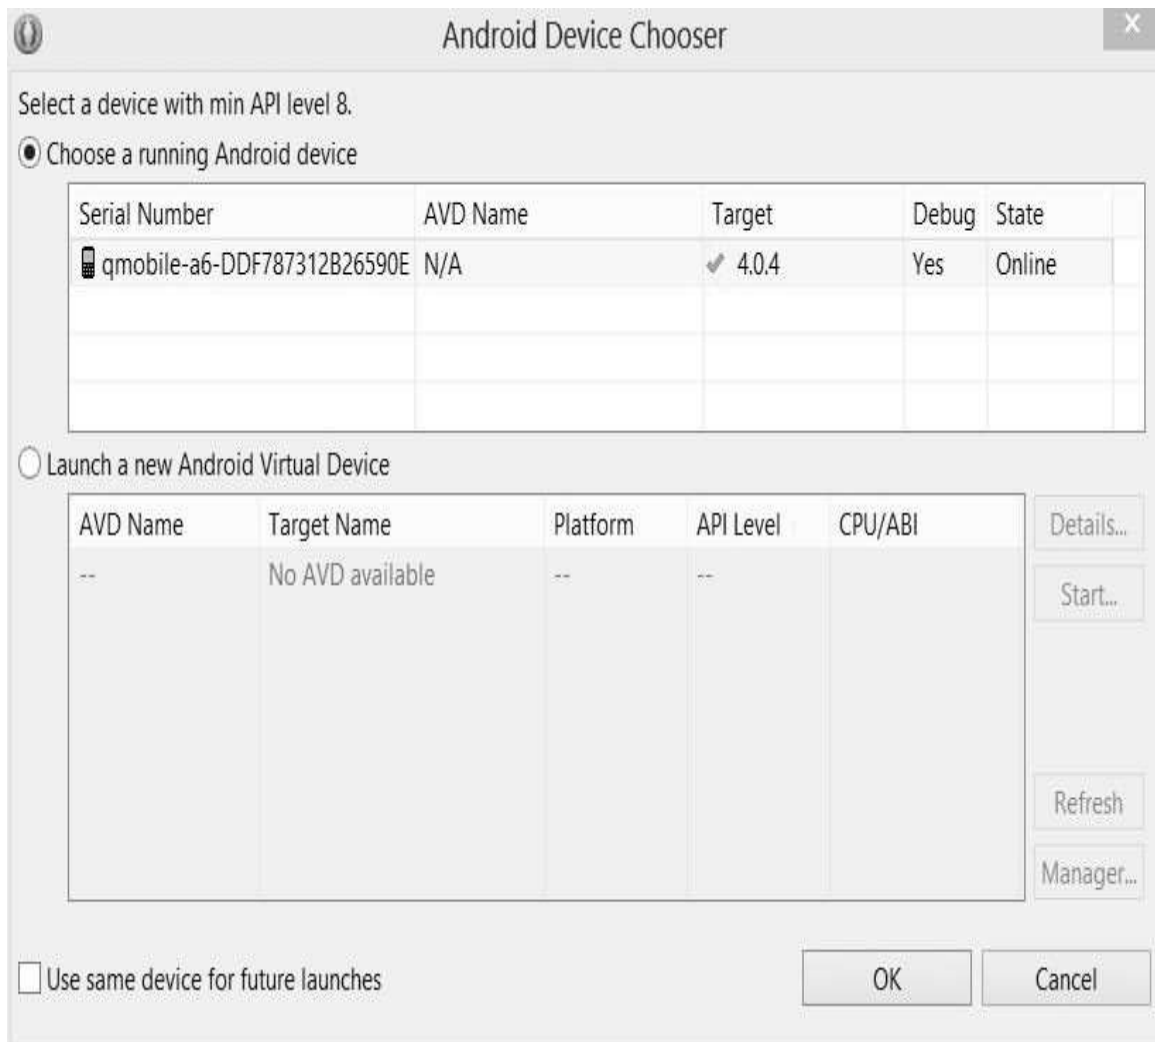 Android Device Chooser
X
Select a device with min API level 8.
Choose a running Android device
Serial Number AVD Name Target Debug State
qmobile-a6-DDF787312B26590E N/A 4.0.4 Yes Online
Launch a new Android Virtual Device
AVD Name Target Name Platform API Level CPU/ABI
-- No AVD available -- --
Details...
Start...
Refresh
Manager...
Use same device for future launches
OK Cancel